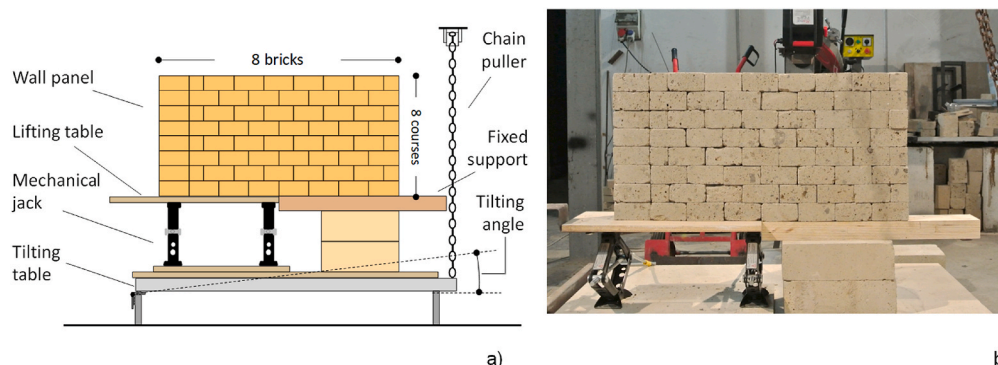 8 bricks
Chain
puller
Wall panel
Lifting table
8 courses
Fixed
support
Mechanical
jack
Tilting
angle
Tilting
table
a)
b